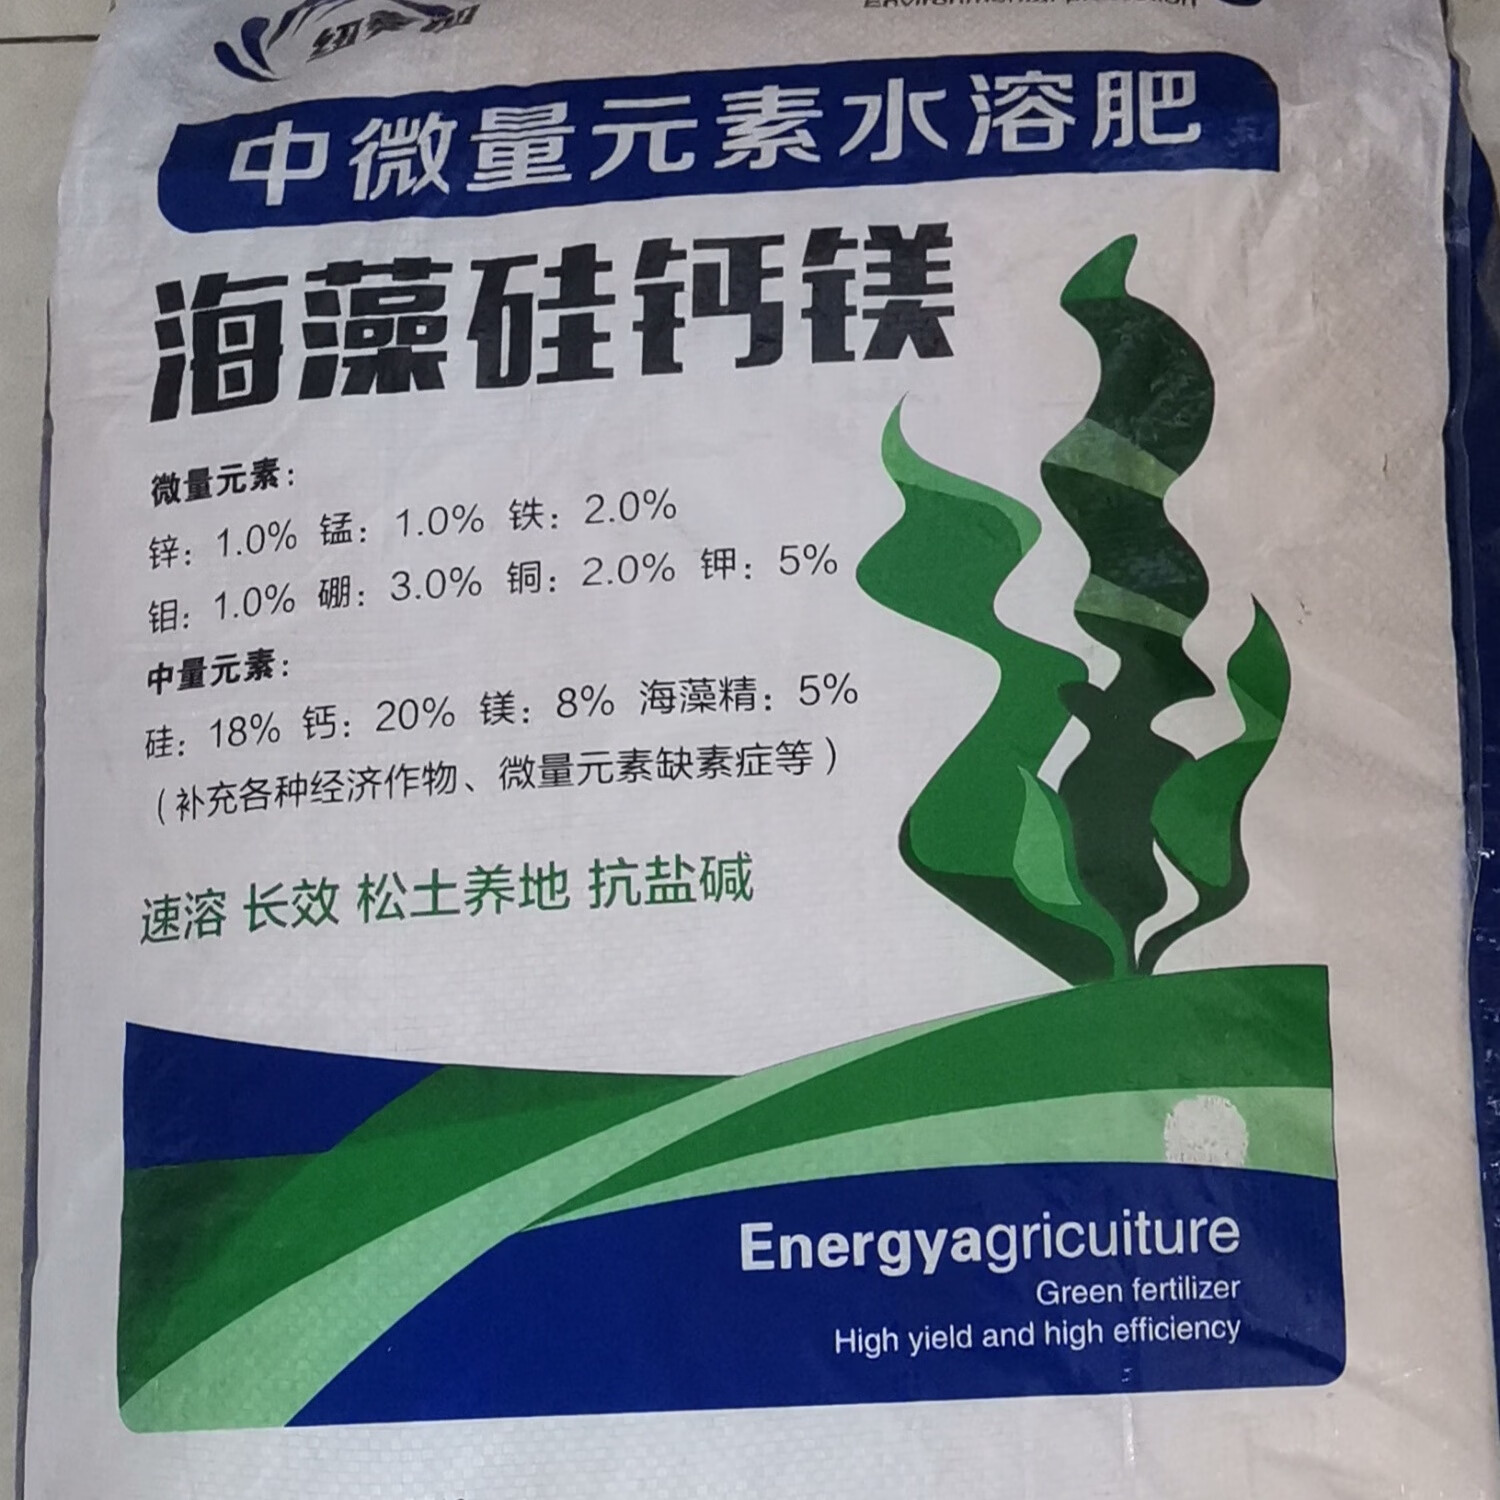 中微量元素水溶肥
海藻硅钙镁
微量元素：
锌：1.0% 锰：1.0% 铁：2.0%
钼：1.0% 硼：3.0% 铜：2.0% 钾：5%
中量元素：
硅：18% 钙：20% 镁：8% 海藻精：5%
（补充各种经济作物、微量元素缺素症等）
速溶 长效 松土养地 抗盐碱
Energyagricuiture
Green fertilizer
High yield and high efficiency